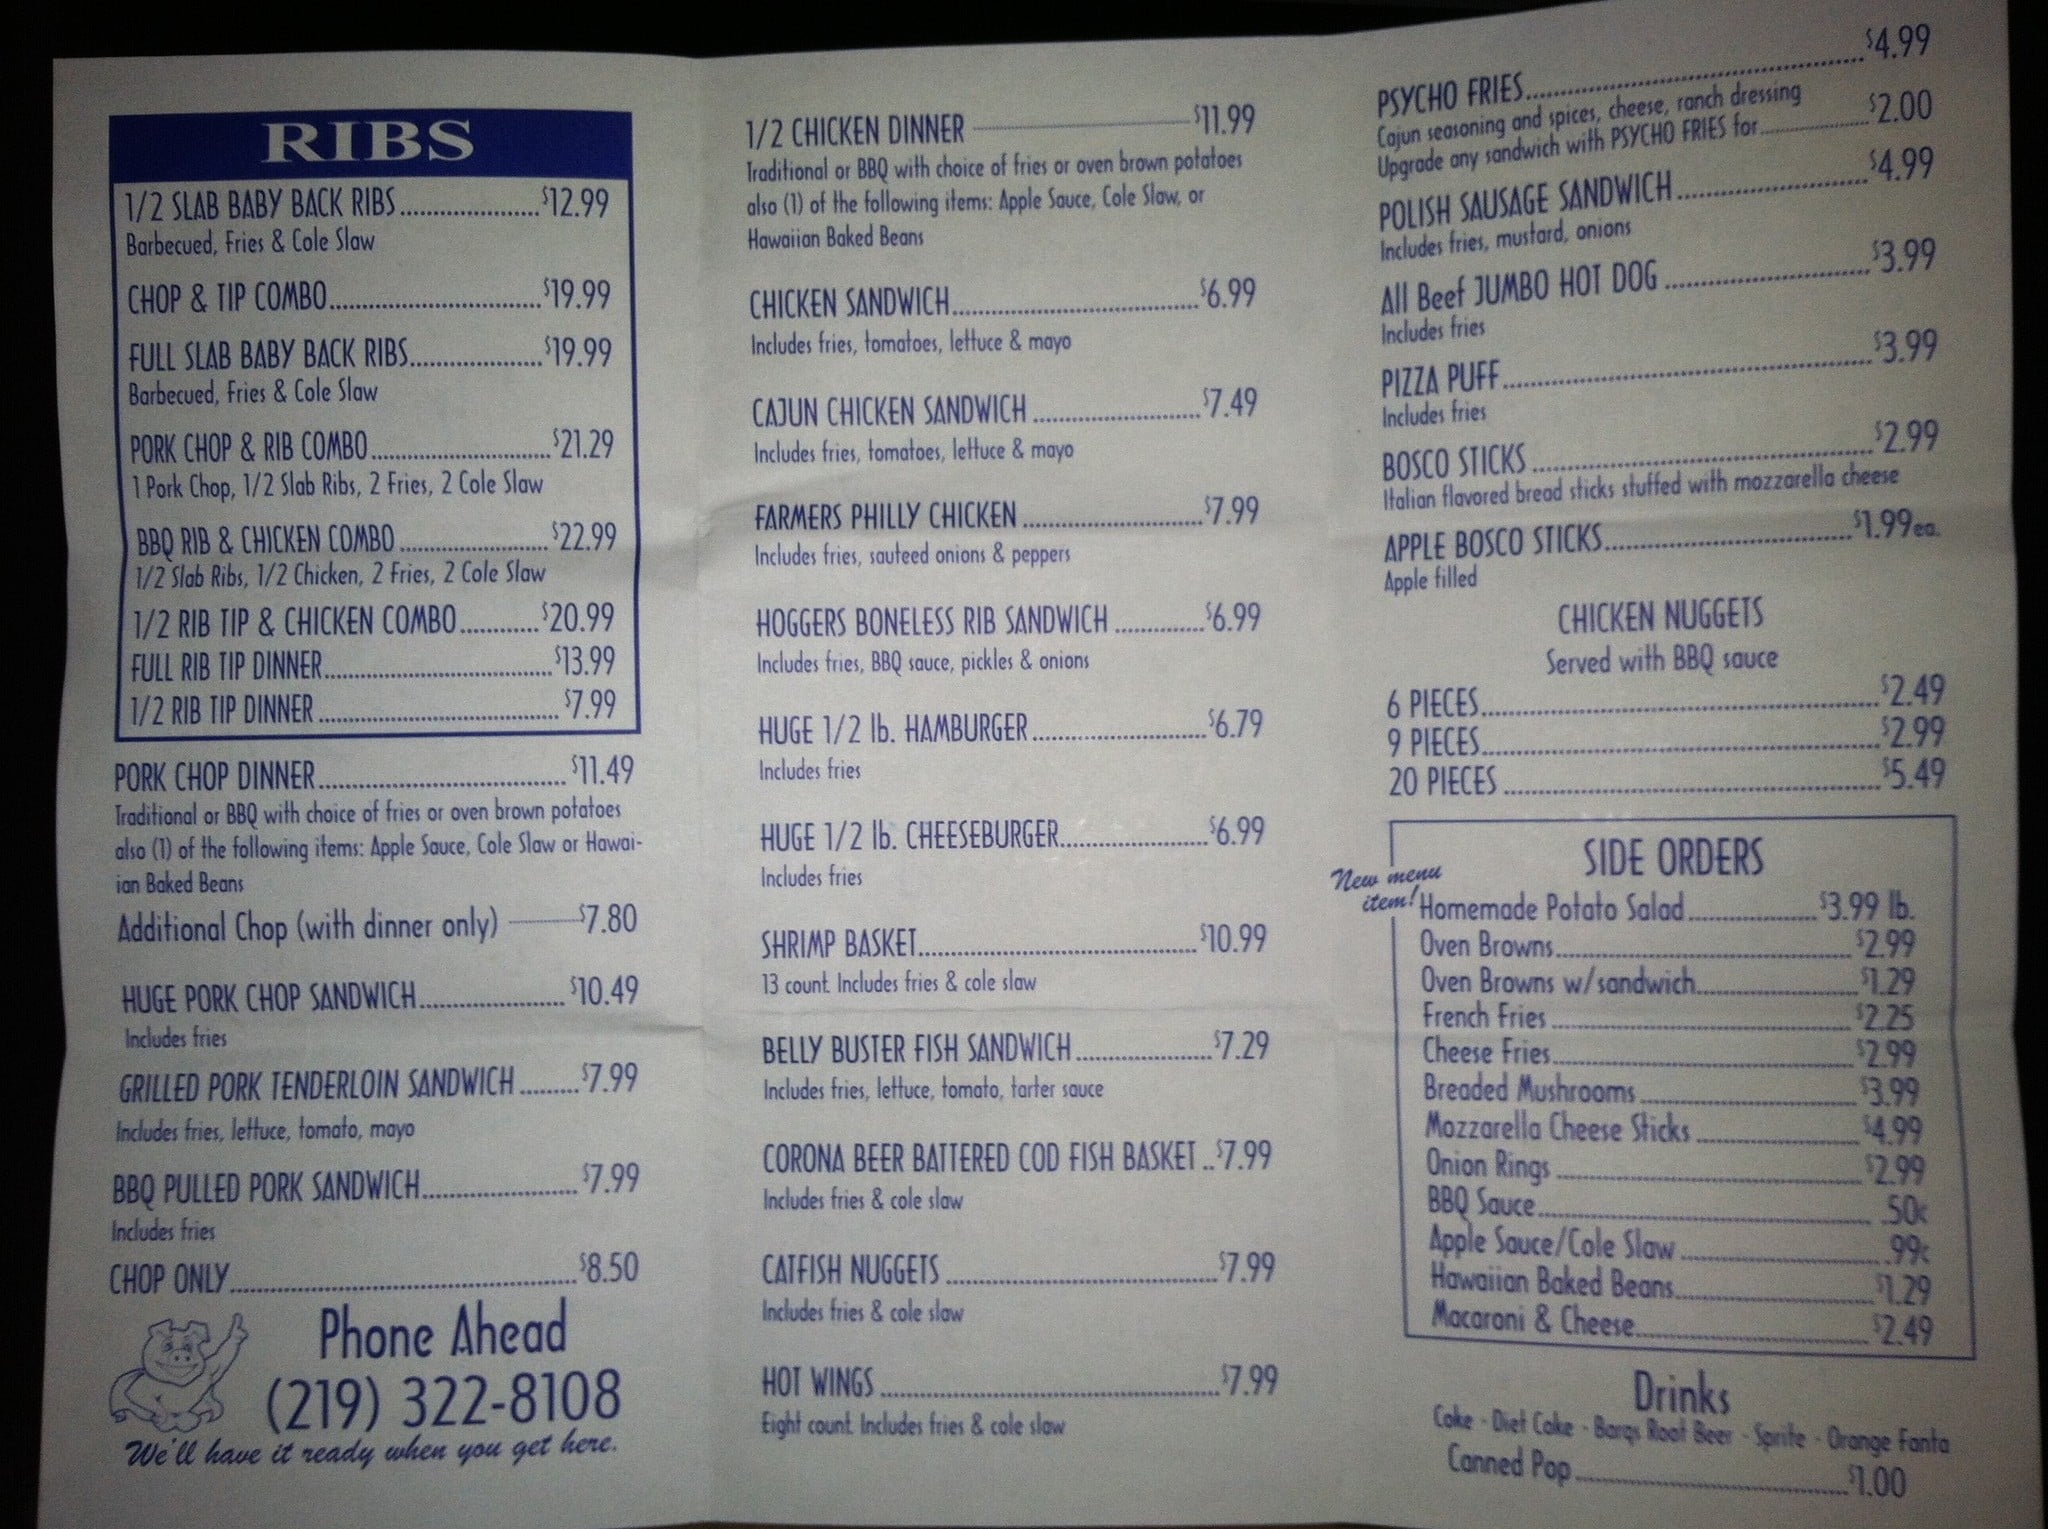 RIBS
1/2 SLAB BABY BACK RIBS....................$12.99
Barbecued, Fries & Cole Slaw
CHOP & TIP COMBO..............................$19.99
FULL SLAB BABY BACK RIBS...................$19.99
Barbecued, Fries & Cole Slaw
PORK CHOP & RIB COMBO..........................$21.29
1 Pork Chop, 1/2 Slab Ribs, 2 Fries, 2 Cole Slaw
BBQ RIB & CHICKEN COMBO.....................$22.99
1/2 Slab Ribs, 1/2 Chicken, 2 Fries, 2 Cole Slaw
1/2 RIB TIP & CHICKEN COMBO............$20.99
FULL RIB TIP DINNER................................$13.99
1/2 RIB TIP DINNER..................................$7.99
PORK CHOP DINNER...................................$11.49
Traditional or BBQ with choice of fries or oven brown potatoes
also (1) of the following items: Apple Sauce, Cole Slaw or Hawai-
ian Baked Beans
Additional Chop (with dinner only) ———$7.80
HUGE PORK CHOP SANDWICH.....................$10.49
Includes fries
GRILLED PORK TENDERLOIN SANDWICH.........$7.99
Includes fries, lettuce, tomato, mayo
BBQ PULLED PORK SANDWICH......................$7.99
Includes fries
CHOP ONLY..................................................$8.50
Phone Ahead
(219) 322-8108
We'll have it ready when you get here.
1/2 CHICKEN DINNER ——————$11.99
Traditional or BBQ with choice of fries or oven brown potatoes
also (1) of the following items: Apple Sauce, Cole Slaw, or
Hawaiian Baked Beans
CHICKEN SANDWICH...................................$6.99
Includes fries, tomatoes, lettuce & mayo
CAJUN CHICKEN SANDWICH........................$7.49
Includes fries, tomatoes, lettuce & mayo
FARMERS PHILLY CHICKEN..........................$7.99
Includes fries, sauteed onions & peppers
HOGGERS BONELESS RIB SANDWICH.............$6.99
Includes fries, BBQ sauce, pickles & onions
HUGE 1/2 lb. HAMBURGER.........................$6.79
Includes fries
HUGE 1/2 lb. CHEESEBURGER.....................$6.99
Includes fries
SHRIMP BASKET........................................$10.99
13 count. Includes fries & cole slaw
BELLY BUSTER FISH SANDWICH...................$7.29
Includes fries, lettuce, tomato, tarter sauce
CORONA BEER BATTERED COD FISH BASKET..$7.99
Includes fries & cole slaw
CATFISH NUGGETS.......................................$7.99
Includes fries & cole slaw
HOT WINGS................................................$7.99
Eight count. Includes fries & cole slaw
PSYCHO FRIES................................................$4.99
Cajun seasoning and spices, cheese, ranch dressing
Upgrade any sandwich with PSYCHO FRIES for................$2.00
POLISH SAUSAGE SANDWICH...........................$4.99
Includes fries, mustard, onions
All Beef JUMBO HOT DOG.............................$3.99
Includes fries
PIZZA PUFF....................................................$3.99
Includes fries
BOSCO STICKS...............................................$2.99
Italian flavored bread sticks stuffed with mozzarella cheese
APPLE BOSCO STICKS...................................$1.99 ea.
Apple filled
CHICKEN NUGGETS
Served with BBQ sauce
6 PIECES.......................................................$2.49
9 PIECES.......................................................$2.99
20 PIECES.....................................................$5.49
SIDE ORDERS
New menu item! Homemade Potato Salad...................$3.99 lb.
Oven Browns...........................................$2.99
Oven Browns w/sandwich.......................$1.29
French Fries............................................$2.25
Cheese Fries............................................$2.99
Breaded Mushrooms...............................$3.99
Mozzarella Cheese Sticks.......................$4.99
Onion Rings............................................$2.99
BBQ Sauce............................................... .50¢
Apple Sauce/Cole Slaw.......................... .99¢
Hawaiian Baked Beans............................$1.29
Macaroni & Cheese..................................$2.49
Drinks
Coke - Diet Coke - Barqs Root Beer - Sprite - Orange Fanta
Canned Pop.......................................$1.00